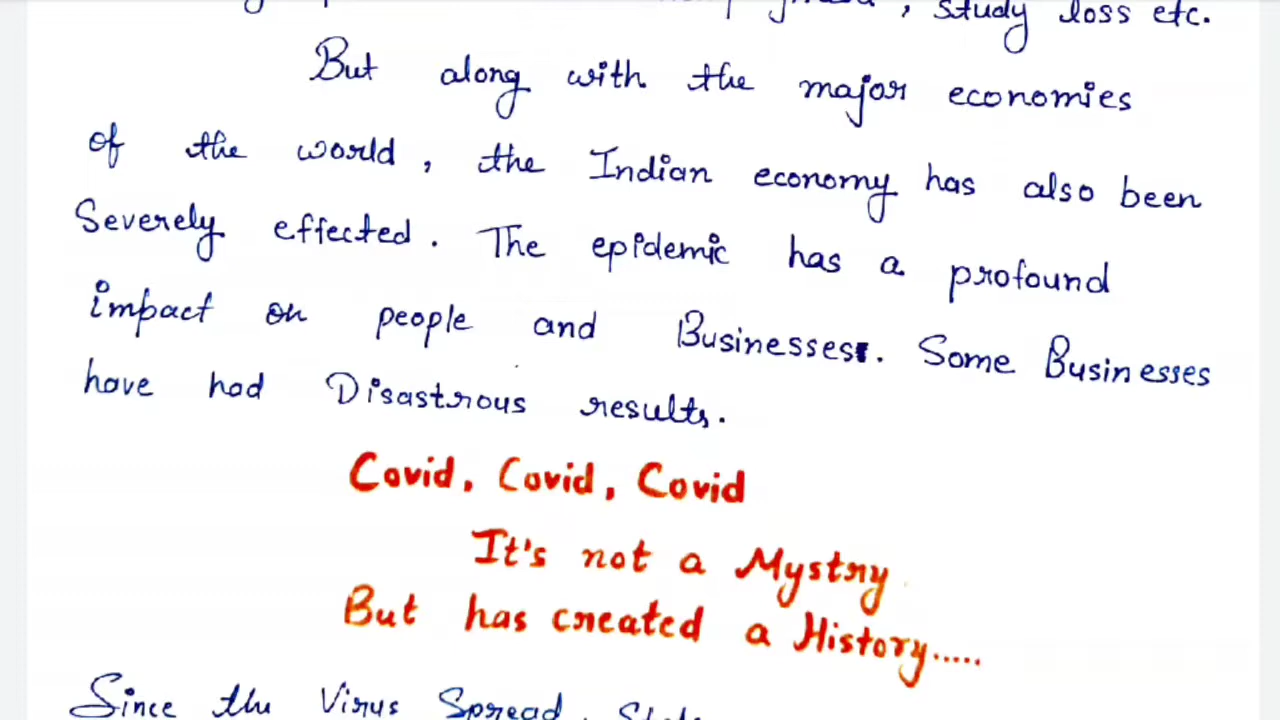 , study loss etc.
But along with the major economies
of the world, the Indian economy has also been
Severely effected. The epidemic has a profound
impact on people and Businesses. Some Businesses
have had Disastrous results.
Covid, Covid, Covid
It's not a Mystry
But has created a History.....
Since the Virus Spread,